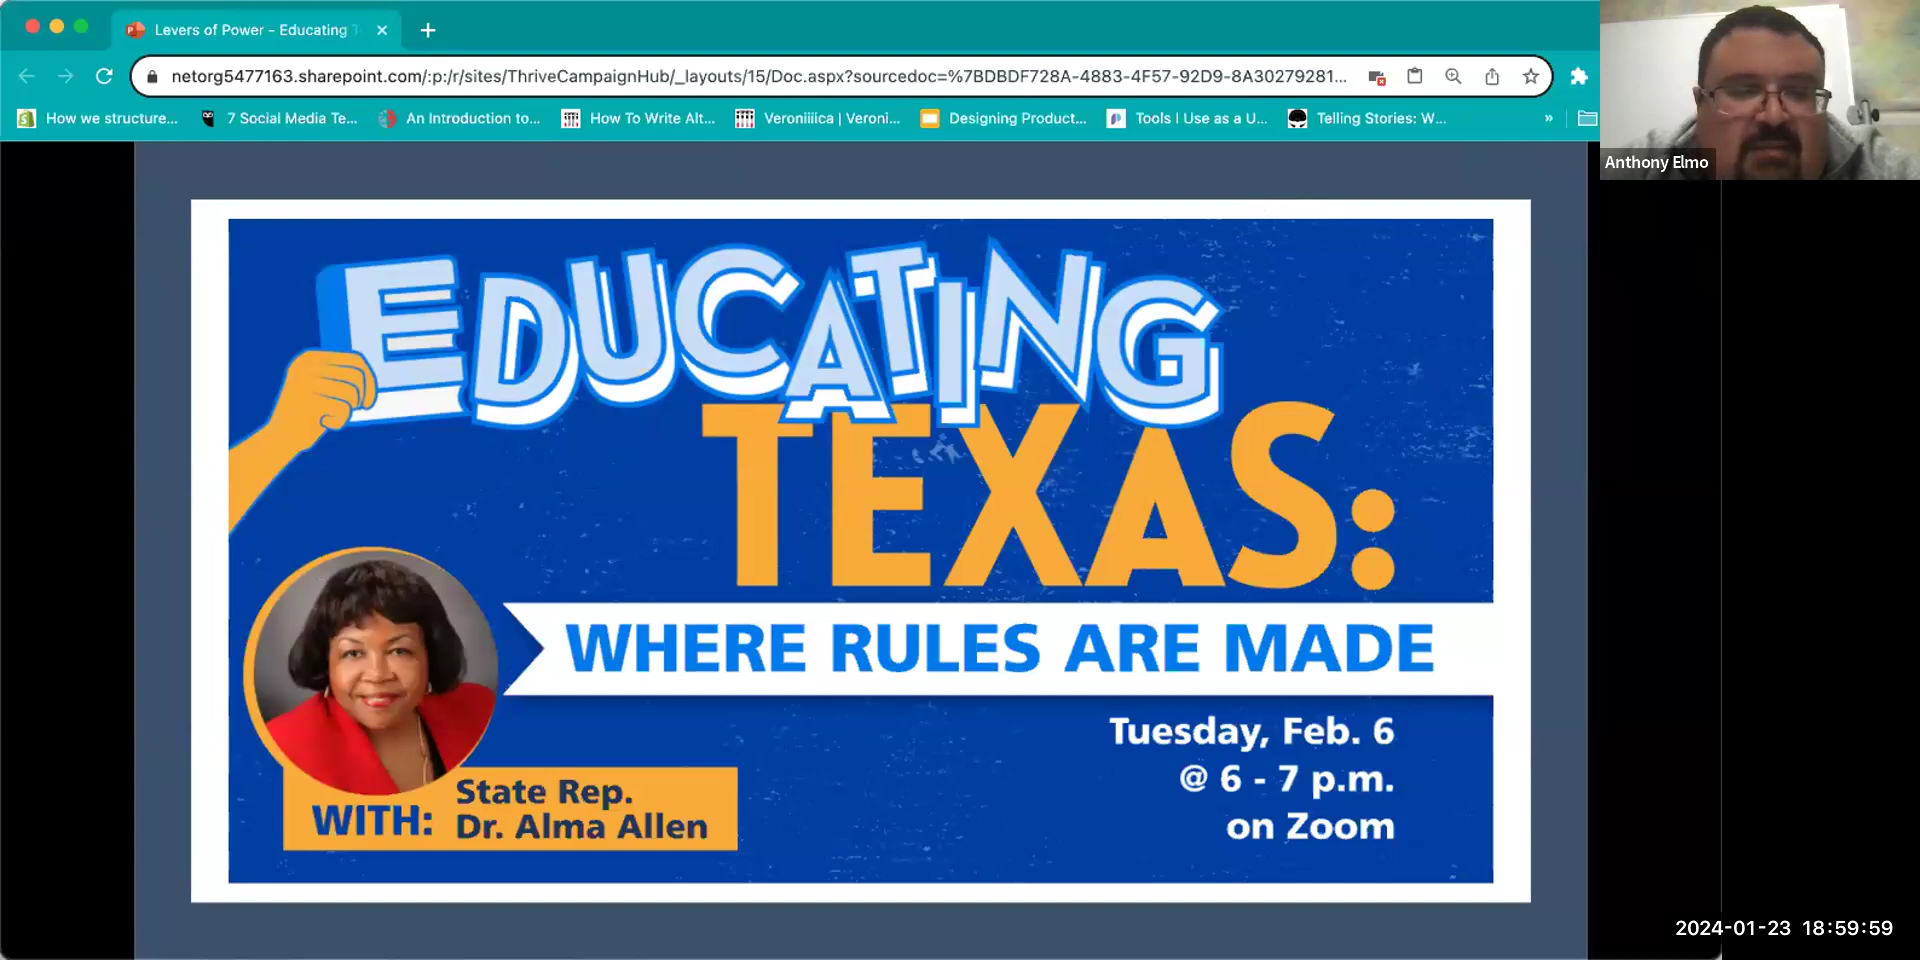 Levers of Power - Educating T
netorg5477163.sharepoint.com/:p:/r/sites/ThriveCampaignHub/_layouts/15/Doc.aspx?sourcedoc=%7BDBDF728A-4883-4F57-92D9-8A30279281...
How we structure... 7 Social Media Te... An Introduction to... How To Write Alt... Veroniiiica | Veroni... Designing Product... Tools I Use as a U... Telling Stories: W... »
Anthony Elmo
EDUCATING
TEXAS:
WHERE RULES ARE MADE
Tuesday, Feb. 6
@ 6 - 7 p.m.
on Zoom
WITH: State Rep.
Dr. Alma Allen
2024-01-23 18:59:59